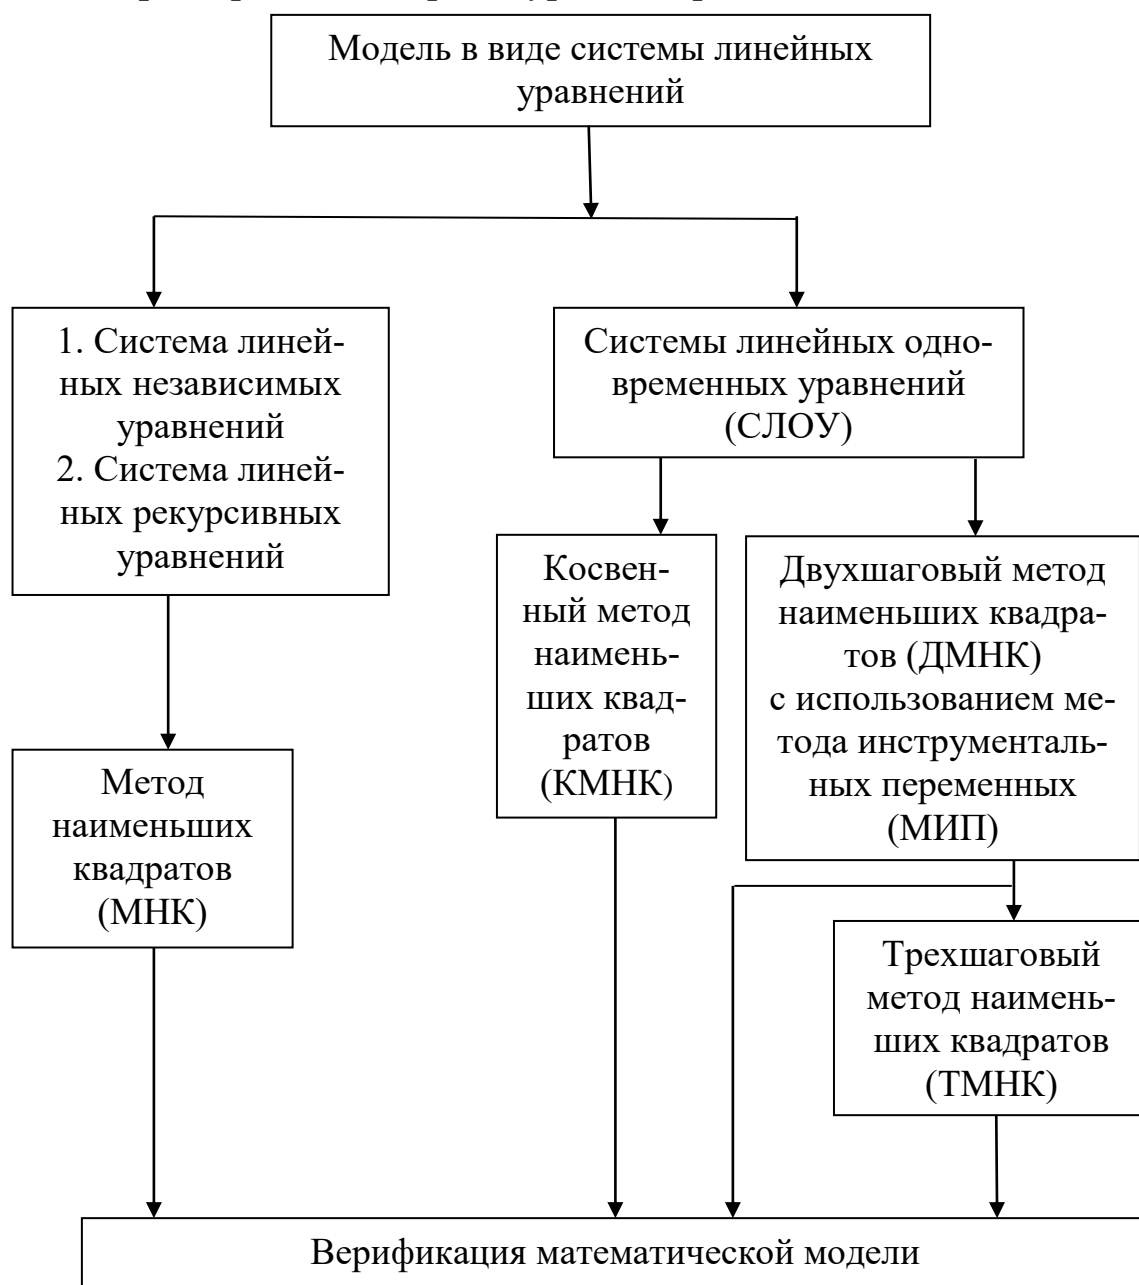 Модель в виде системы линейных
уравнений
1. Система линей-
ных независимых
уравнений
2. Система линей-
ных рекурсивных
уравнений
Системы линейных одно-
временных уравнений
(СЛОУ)
Косвен-
ный метод
наимень-
ших квад-
ратов
(КМНК)
Двухшаговый метод
наименьших квадра-
тов (ДМНК)
с использованием ме-
тода инструменталь-
ных переменных
(МИП)
Метод
наименьших
квадратов
(МНК)
Трехшаговый
метод наимень-
ших квадратов
(ТМНК)
Верификация математической модели